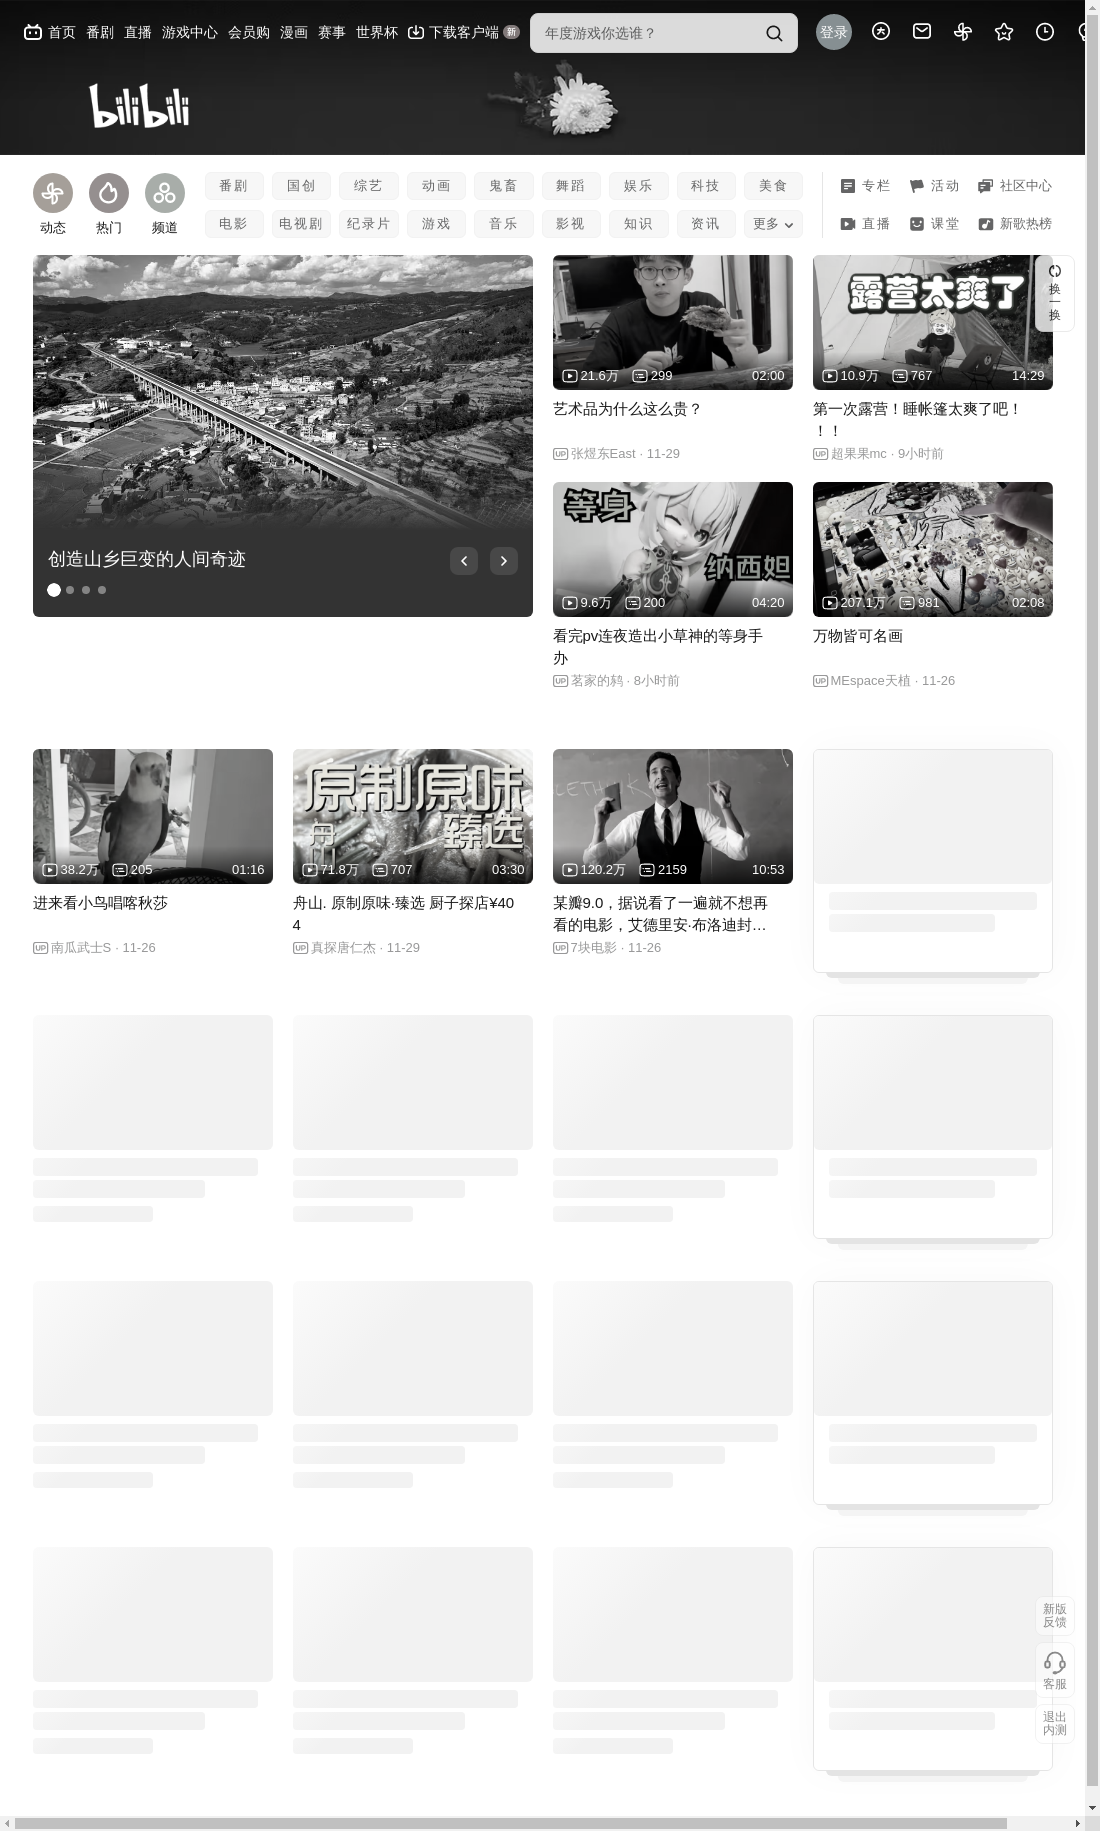 首页 番剧 直播 游戏中心 会员购 漫画 赛事 世界杯 下载客户端 新 年度游戏你选谁？ 登录
bilibili
动态 热门 频道
番剧 国创 综艺 动画 鬼畜 舞蹈 娱乐 科技 美食 专栏 活动 社区中心
电影 电视剧 纪录片 游戏 音乐 影视 知识 资讯 更多 直播 课堂 新歌热榜
创造山乡巨变的人间奇迹
21.6万 299 02:00
艺术品为什么这么贵？
UP 张煜东East · 11-29
露营太爽了
10.9万 767 14:29
第一次露营！睡帐篷太爽了吧！
！！
UP 超果果mc · 9小时前
换
一
换
等身
纳西妲
9.6万 200 04:20
看完pv连夜造出小草神的等身手
办
UP 茗家的鸫 · 8小时前
207.1万 981 02:08
万物皆可名画
UP MEspace天植 · 11-26
38.2万 205 01:16
进来看小鸟唱喀秋莎
UP 南瓜武士S · 11-26
原制原味
臻选
舟山
71.8万 707 03:30
舟山. 原制原味·臻选 厨子探店¥40
4
UP 真探唐仁杰 · 11-29
120.2万 2159 10:53
某瓣9.0，据说看了一遍就不想再
看的电影，艾德里安·布洛迪封…
UP 7块电影 · 11-26
新版
反馈
客服
退出
内测